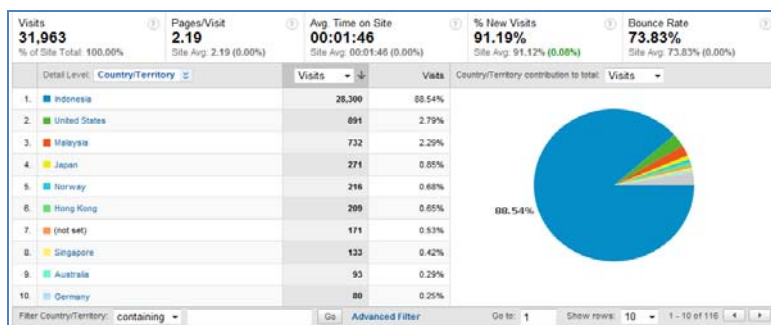 Visits Pages/Visit Avg. Time on Site % New Visits Bounce Rate
31,963 2.19 00:01:46 91.19% 73.83%
% of Site Total: 100.00% Site Avg: 2.19 (0.00%) Site Avg: 00:01:46 (0.00%) Site Avg: 91.12% (0.08%) Site Avg: 73.83% (0.00%)
Detail Level: Country/Territory Visits Visits Country/Territory contribution to total: Visits
1. Indonesia 28,300 88.54%
2. United States 891 2.79%
3. Malaysia 732 2.29%
4. Japan 271 0.85%
5. Norway 216 0.68%
6. Hong Kong 209 0.65%
7. (not set) 171 0.53%
8. Singapore 133 0.42%
9. Australia 93 0.29%
10. Germany 80 0.25%
88.54%
Filter Country/Territory: containing Go Advanced Filter Go to: 1 Show rows: 10 1 - 10 of 116